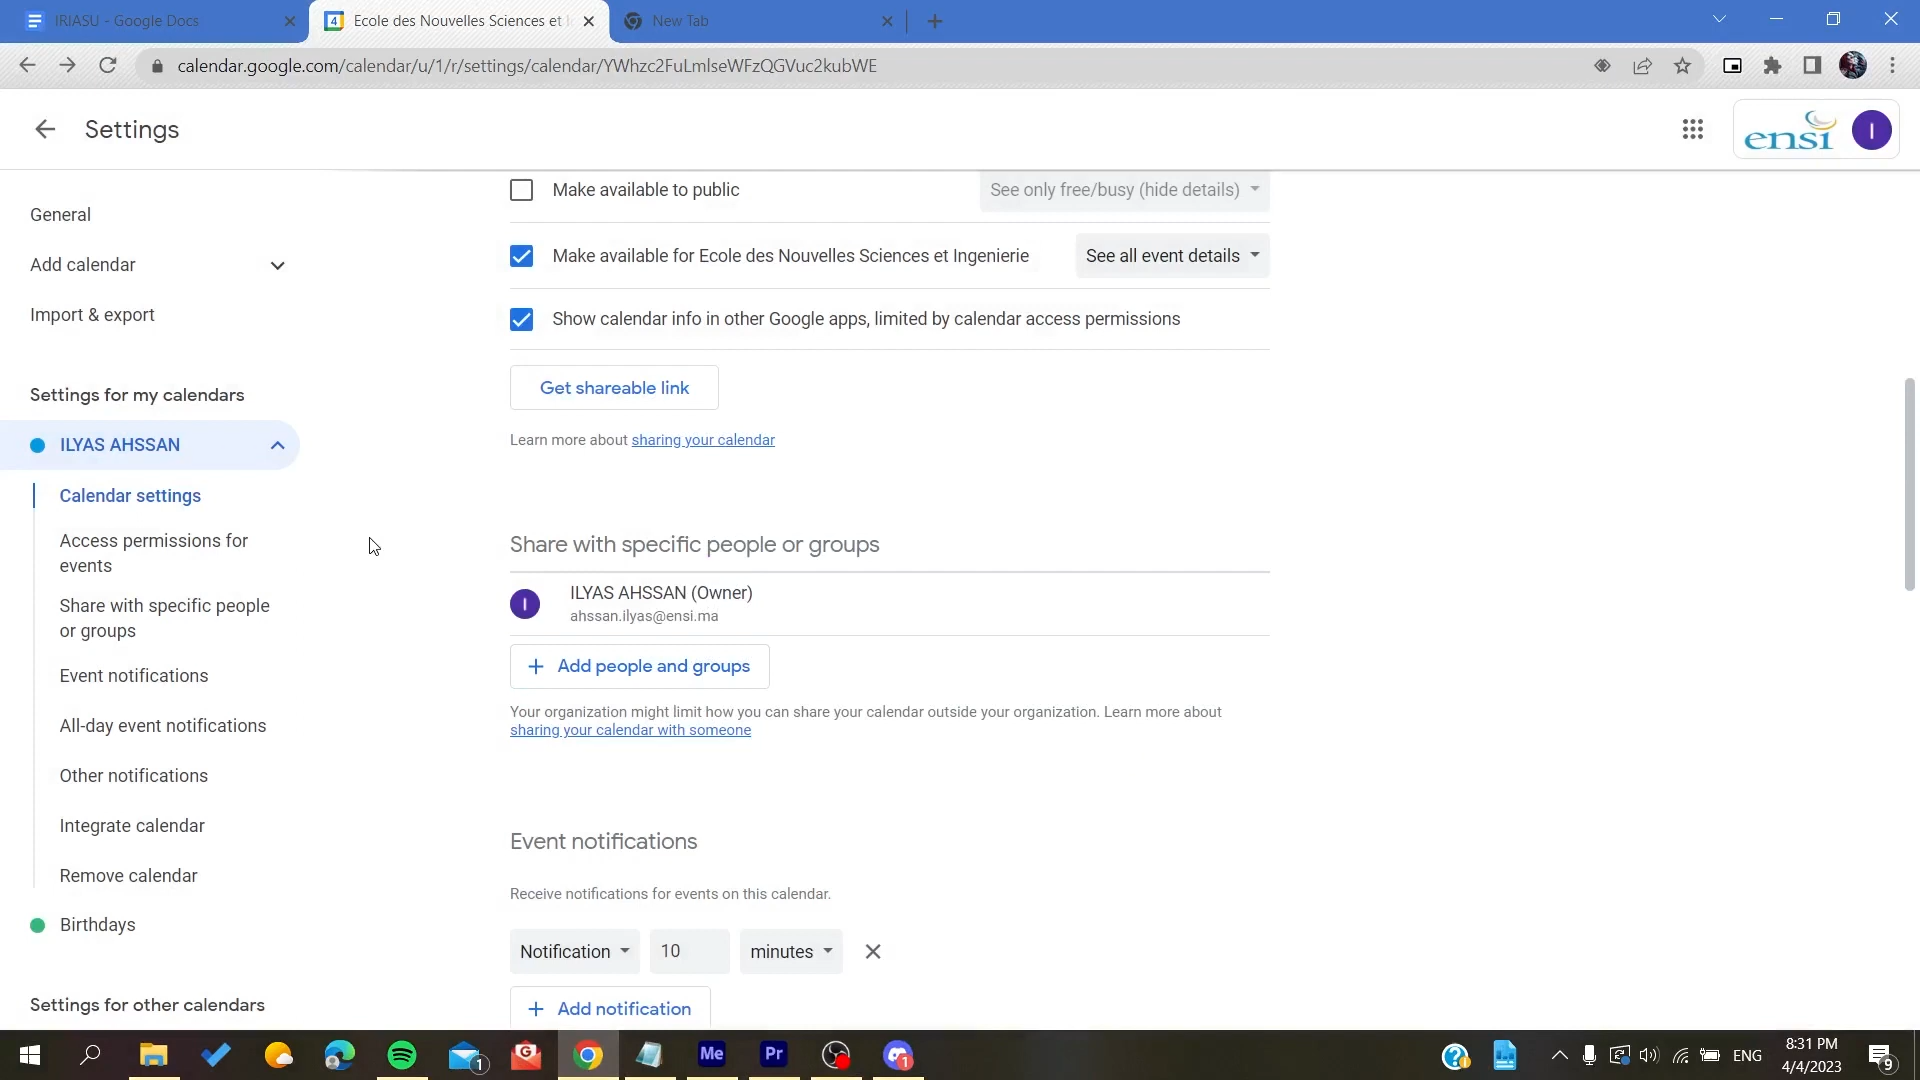 IRIASU - Google Docs
Ecole des Nouvelles Sciences et I
New Tab
calendar.google.com/calendar/u/1/r/settings/calendar/YWhzc2FuLmlseWFzQGVuc2kubWE
Settings
ensi
I
General
Add calendar
Import & export
Settings for my calendars
ILYAS AHSSAN
Calendar settings
Access permissions for
events
Share with specific people
or groups
Event notifications
All-day event notifications
Other notifications
Integrate calendar
Remove calendar
Birthdays
Settings for other calendars
Make available to public
See only free/busy (hide details)
Make available for Ecole des Nouvelles Sciences et Ingenierie
See all event details
Show calendar info in other Google apps, limited by calendar access permissions
Get shareable link
Learn more about sharing your calendar
Share with specific people or groups
I
ILYAS AHSSAN (Owner)
ahssan.ilyas@ensi.ma
+ Add people and groups
Your organization might limit how you can share your calendar outside your organization. Learn more about
sharing your calendar with someone
Event notifications
Receive notifications for events on this calendar.
Notification 10 minutes
+ Add notification
1
G
Me
Pr
1
ENG
8:31 PM
4/4/2023
9